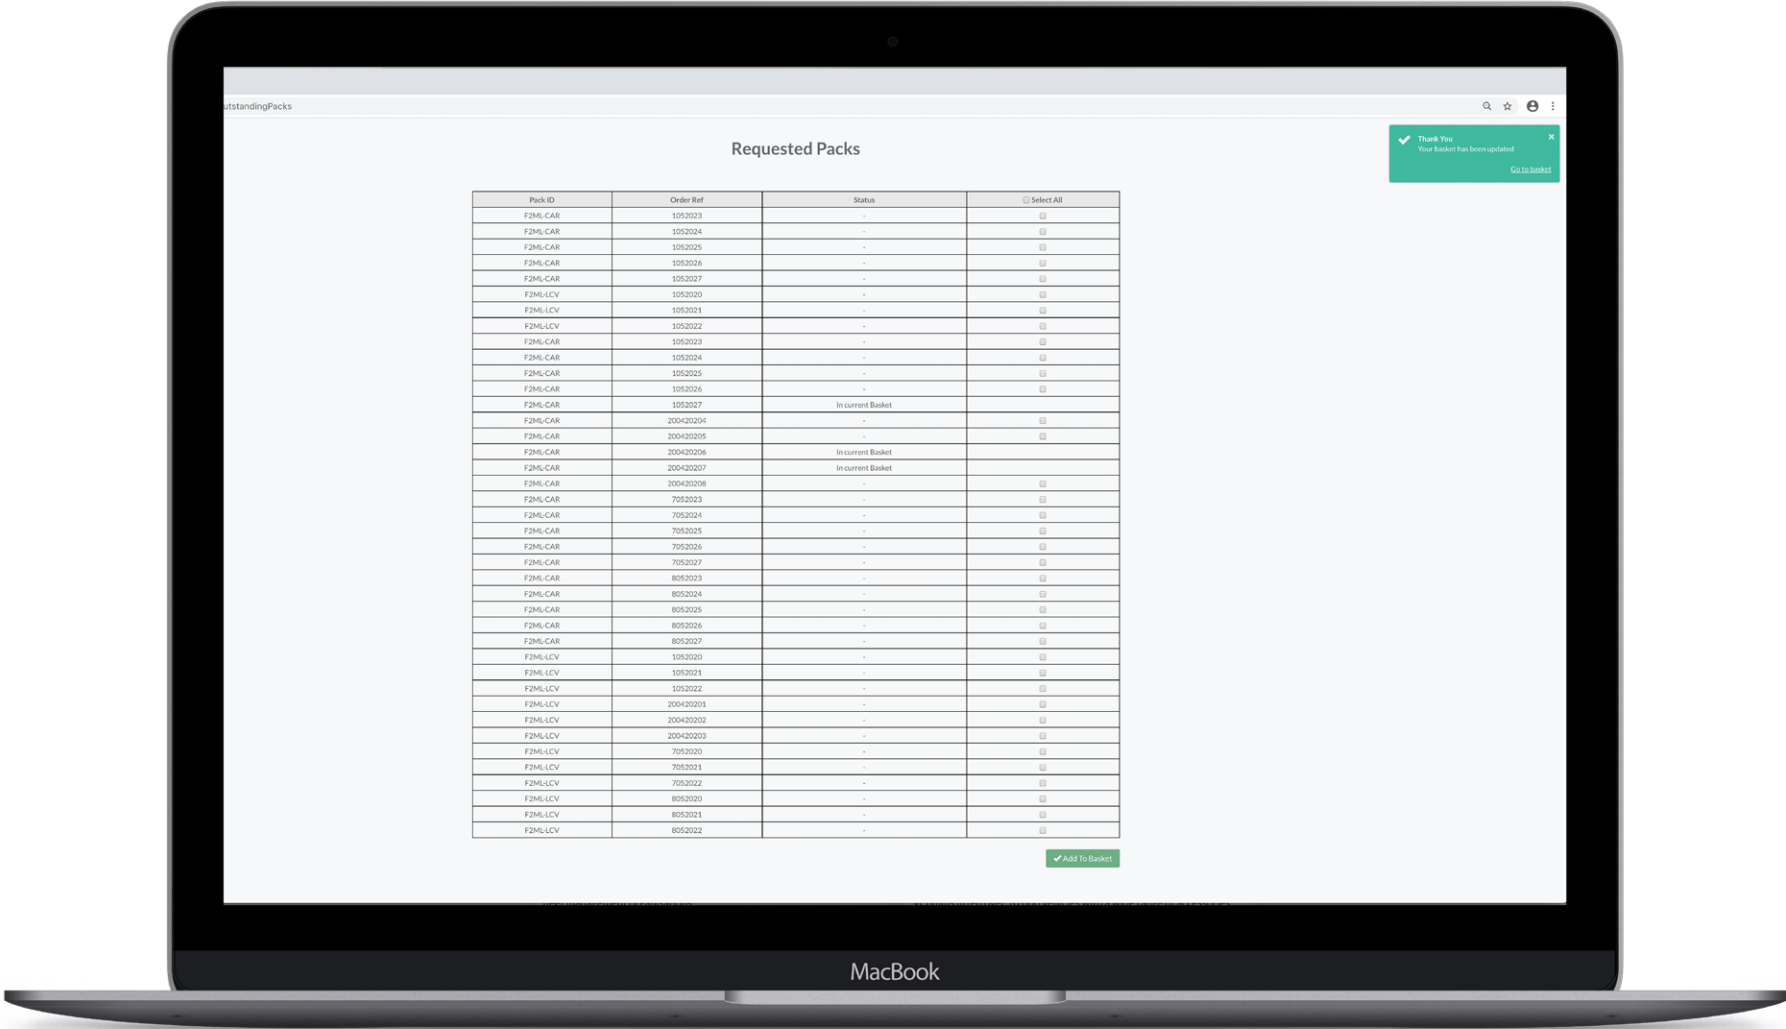 utstandingPacks
Requested Packs
Thank You
Your basket has been updated
Go to basket
Pack ID Order Ref Status Select All
F2ML-CAR 1052023 -
F2ML-CAR 1052024 -
F2ML-CAR 1052025 -
F2ML-CAR 1052026 -
F2ML-CAR 1052027 -
F2ML-LCV 1052020 -
F2ML-LCV 1052021 -
F2ML-LCV 1052022 -
F2ML-CAR 1052023 -
F2ML-CAR 1052024 -
F2ML-CAR 1052025 -
F2ML-CAR 1052026 -
F2ML-CAR 1052027 In current Basket
F2ML-CAR 200420204 -
F2ML-CAR 200420205 -
F2ML-CAR 200420206 In current Basket
F2ML-CAR 200420207 In current Basket
F2ML-CAR 200420208 -
F2ML-CAR 7052023 -
F2ML-CAR 7052024 -
F2ML-CAR 7052025 -
F2ML-CAR 7052026 -
F2ML-CAR 7052027 -
F2ML-CAR 8052023 -
F2ML-CAR 8052024 -
F2ML-CAR 8052025 -
F2ML-CAR 8052026 -
F2ML-CAR 8052027 -
F2ML-LCV 1052020 -
F2ML-LCV 1052021 -
F2ML-LCV 1052022 -
F2ML-LCV 200420201 -
F2ML-LCV 200420202 -
F2ML-LCV 200420203 -
F2ML-LCV 7052020 -
F2ML-LCV 7052021 -
F2ML-LCV 7052022 -
F2ML-LCV 8052020 -
F2ML-LCV 8052021 -
F2ML-LCV 8052022 -
Add To Basket
MacBook